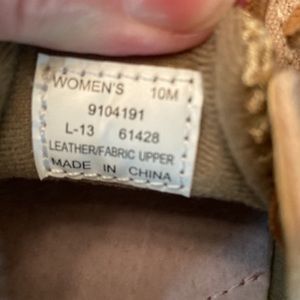 WOMEN'S 10M
9104191
L-13 61428
LEATHER/FABRIC UPPER
MADE IN CHINA